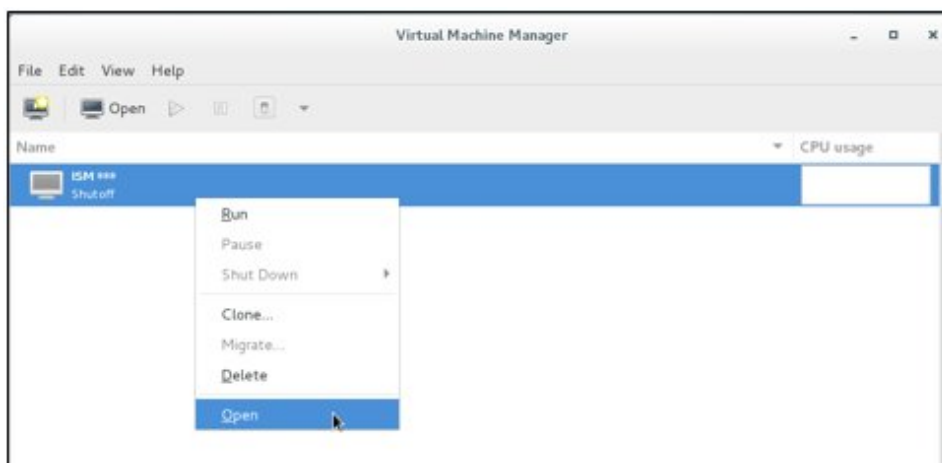 Virtual Machine Manager
File Edit View Help
Open
Name CPU usage
ISM ***
Shutoff
Run
Pause
Shut Down
Clone...
Migrate...
Delete
Open